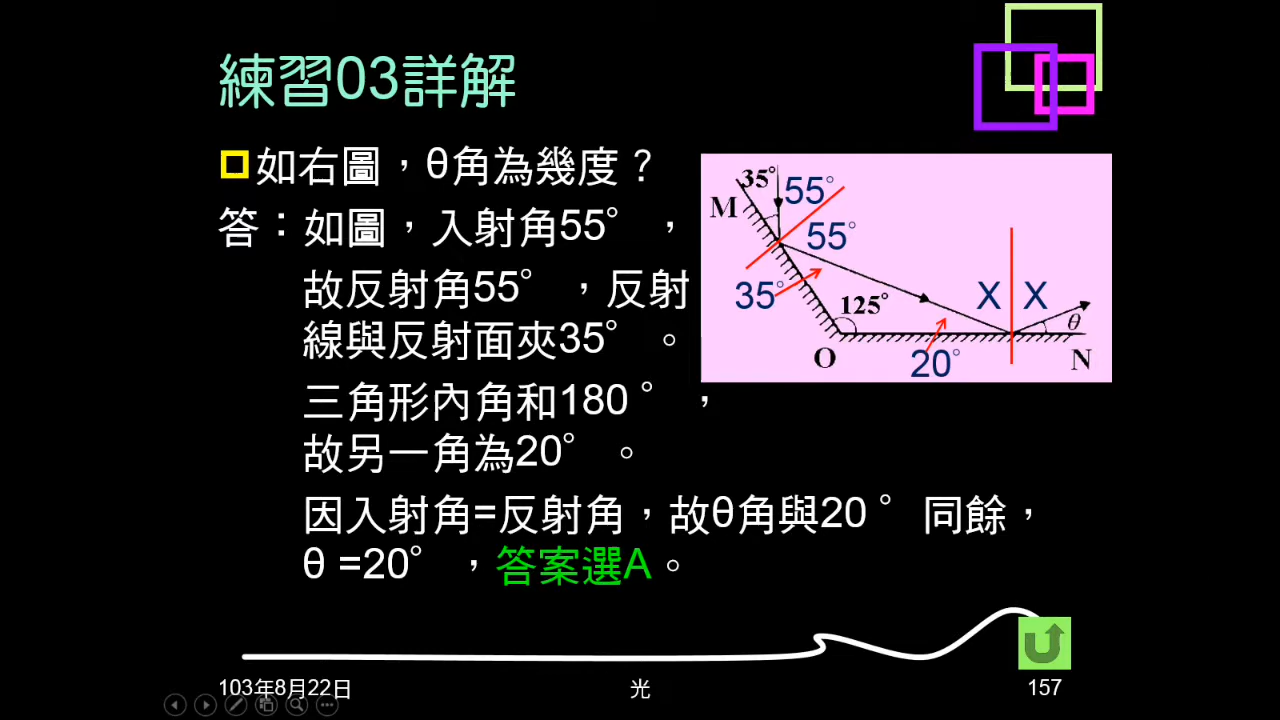 練習03詳解
如右圖，θ角為幾度？
答：如圖，入射角55°，
故反射角55°，反射
線與反射面夾35°。
三角形內角和180°，
故另一角為20°。
因入射角=反射角，故θ角與20°同餘，
θ =20°，答案選A。
35° 55°
M
55°
35°
125°
X X
θ
O
20°
N
103年8月22日 光 157